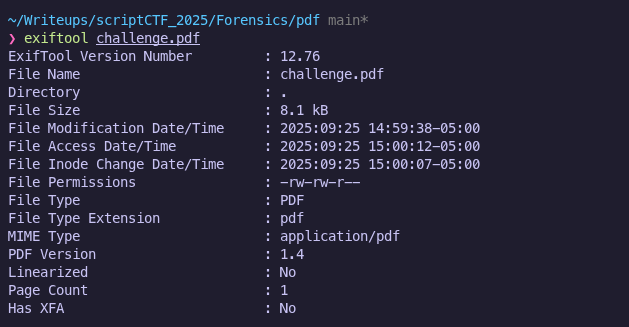 ~/Writeups/scriptCTF_2025/Forensics/pdf main*
❯ exiftool challenge.pdf
ExifTool Version Number         : 12.76
File Name                       : challenge.pdf
Directory                       : .
File Size                       : 8.1 kB
File Modification Date/Time     : 2025:09:25 14:59:38-05:00
File Access Date/Time           : 2025:09:25 15:00:12-05:00
File Inode Change Date/Time     : 2025:09:25 15:00:07-05:00
File Permissions                : -rw-rw-r--
File Type                       : PDF
File Type Extension             : pdf
MIME Type                       : application/pdf
PDF Version                     : 1.4
Linearized                      : No
Page Count                      : 1
Has XFA                         : No